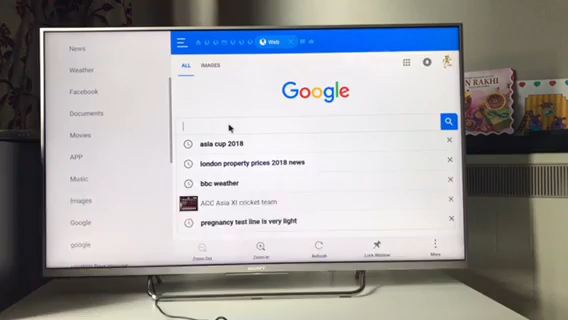 News
Weather
Facebook
Documents
Movies
APP
Music
Images
Google
google
Web
ALL IMAGES
Google
asia cup 2018
london property prices 2018 news
bbc weather
ACC Asia XI cricket team
pregnancy test line is very light
Zoom Out Zoom In Refresh Lock Window More
SONY
RAKHI